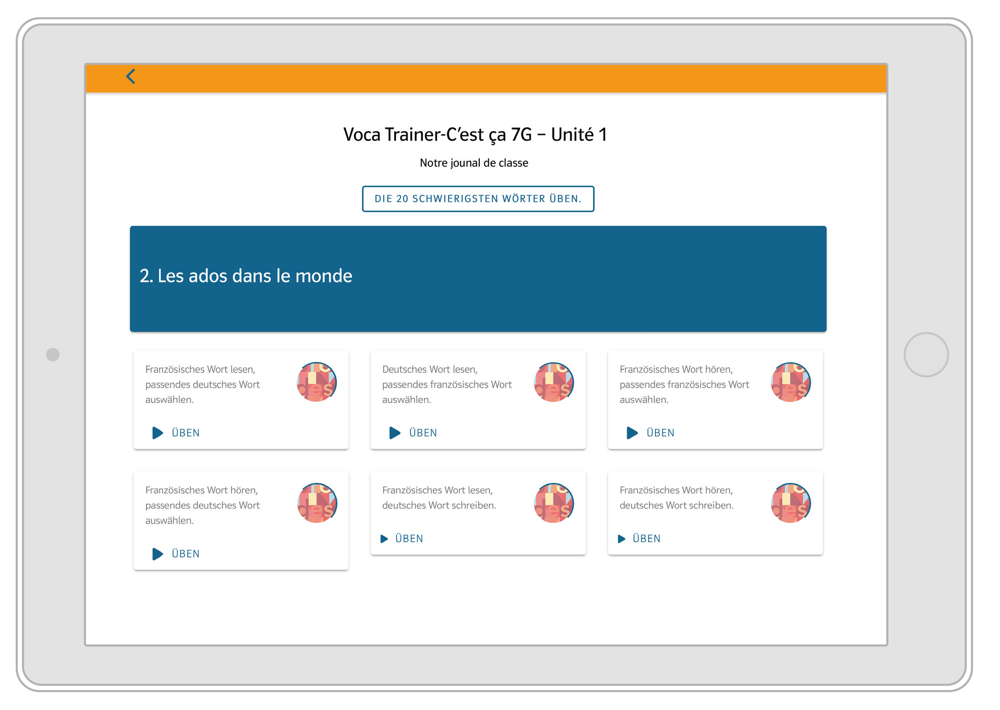 Voca Trainer-C’est ça 7G – Unité 1
Notre jounal de classe
DIE 20 SCHWIERIGSTEN WÖRTER ÜBEN.
2. Les ados dans le monde
Französisches Wort lesen,
passendes deutsches Wort
auswählen.
ÜBEN
Deutsches Wort lesen,
passendes französisches Wort
auswählen.
ÜBEN
Französisches Wort hören,
passendes französisches Wort
auswählen.
ÜBEN
Französisches Wort hören,
passendes deutsches Wort
auswählen.
ÜBEN
Französisches Wort lesen,
deutsches Wort schreiben.
ÜBEN
Französisches Wort hören,
deutsches Wort schreiben.
ÜBEN